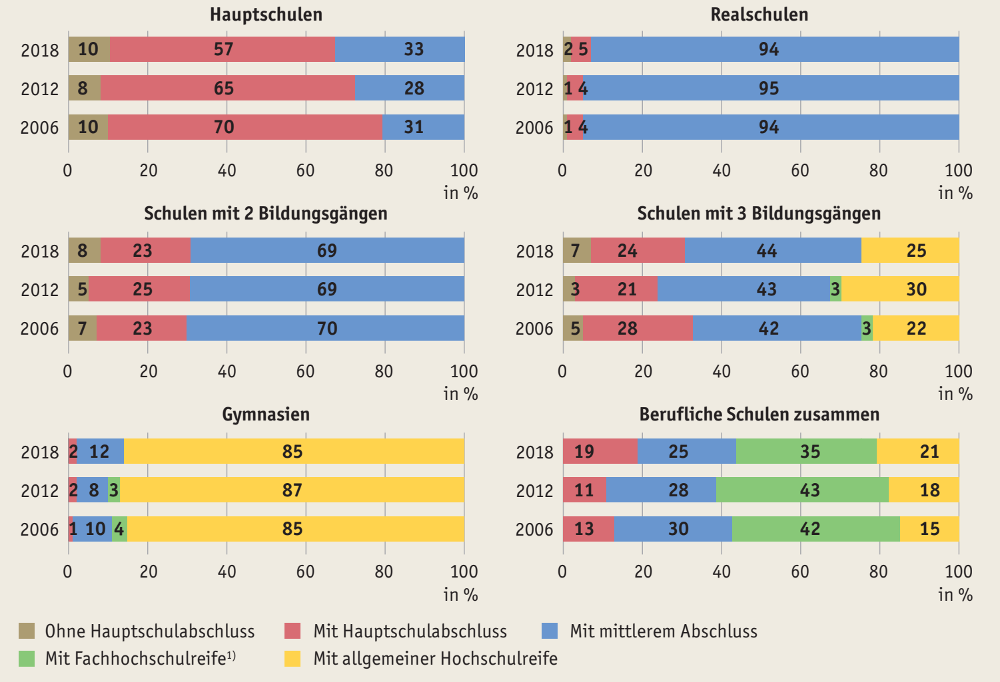 Hauptschulen
2018 10 57 33
2012 8 65 28
2006 10 70 31
0 20 40 60 80 100
in %
Realschulen
2018 2 5 94
2012 1 4 95
2006 1 4 94
0 20 40 60 80 100
in %
Schulen mit 2 Bildungsgängen
2018 8 23 69
2012 5 25 69
2006 7 23 70
0 20 40 60 80 100
in %
Schulen mit 3 Bildungsgängen
2018 7 24 44 25
2012 3 21 43 3 30
2006 5 28 42 3 22
0 20 40 60 80 100
in %
Gymnasien
2018 2 12 85
2012 2 8 3 87
2006 1 10 4 85
0 20 40 60 80 100
in %
Berufliche Schulen zusammen
2018 19 25 35 21
2012 11 28 43 18
2006 13 30 42 15
0 20 40 60 80 100
in %
Ohne Hauptschulabschluss Mit Hauptschulabschluss Mit mittlerem Abschluss
Mit Fachhochschulreife¹⁾ Mit allgemeiner Hochschulreife